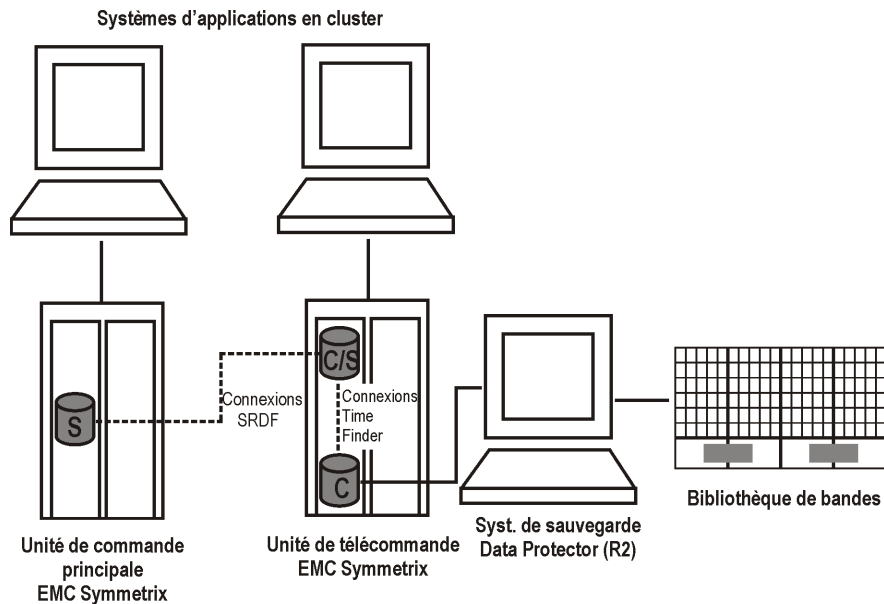 Systèmes d'applications en cluster
C/S
Connexions
SRDF
Connexions
Time
Finder
S
C
Unité de commande
principale
EMC Symmetrix
Unité de télécommande
EMC Symmetrix
Syst. de sauvegarde
Data Protector (R2)
Bibliothèque de bandes